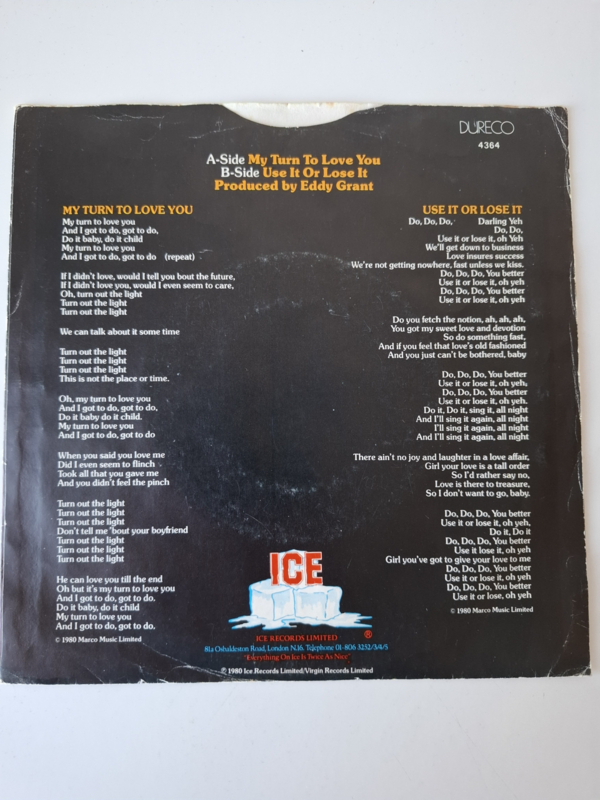 DURECO
4364
A-Side My Turn To Love You
B-Side Use It Or Lose It
Produced by Eddy Grant
MY TURN TO LOVE YOU
My turn to love you
And I got to do, got to do,
Do it baby, do it child
My turn to love you
And I got to do, got to do (repeat)
If I didn't love, would I tell you bout the future,
If I didn't love you, would I even seem to care,
Oh, turn out the light
Turn out the light
Turn out the light
We can talk about it some time
Turn out the light
Turn out the light
Turn out the light
This is not the place or time.
Oh, my turn to love you
And I got to do, got to do,
Do it baby do it child.
My turn to love you
And I got to do, got to do
When you said you love me
Did I even seem to flinch
Took all that you gave me
And you didn't feel the pinch
Turn out the light
Turn out the light
Turn out the light
Don't tell me 'bout your boyfriend
Turn out the light
Turn out the light
Turn out the light
He can love you till the end
Oh but it's my turn to love you
And I got to do, got to do.
Do it baby, do it child
My turn to love you
And I got to do, got to do.
© 1980 Marco Music Limited
USE IT OR LOSE IT
Do, Do, Do, Darling Yeh
Do, Do,
Use it or lose it, oh Yeh
We'll get down to business
Love insures success
We're not getting nowhere, fast unless we kiss.
Do, Do, Do, You better
Use it or lose it, oh yeh
Do, Do, Do, You better
Use it or lose it, oh yeh
Do you fetch the notion, ah, ah, ah,
You got my sweet love and devotion
So do something fast,
And if you feel that love's old fashioned
And you just can't be bothered, baby
Do, Do, Do, You better
Use it or lose it, oh yeh,
Do, Do, Do, You better
Use it or lose it, oh yeh.
Do it, Do it, sing it, all night
And I'll sing it again, all night
I'll sing it again, all night
And I'll sing it again, all night
There ain't no joy and laughter in a love affair,
Girl your love is a tall order
So I'd rather say no,
Love is there to treasure,
So I don't want to go, baby.
Do, Do, Do, You better
Use it or lose it, oh yeh,
Do it, Do it
Do, Do, Do, You better
Use it lose it, oh yeh
Girl you've got to give your love to me
Do, Do, Do, You better
Use it or lose it, oh yeh
Do, Do, Do, You better
Use it or lose, oh yeh
© 1980 Marco Music Limited
ICE
®
ICE RECORDS LIMITED
81a Osbaldeston Road, London N.16. Telephone 01-806 3252/3/4/5
"Everything On Ice Is Twice As Nice"
© 1980 Ice Records Limited/Virgin Records Limited